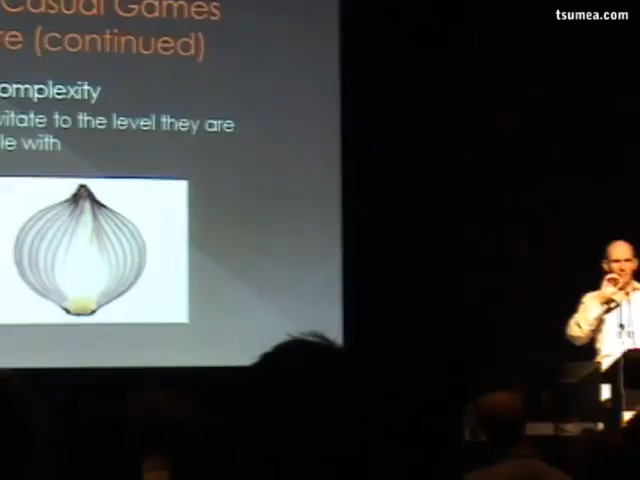 tsumea.com
Casual Games
re (continued)
omplexity
vitate to the level they are
le with